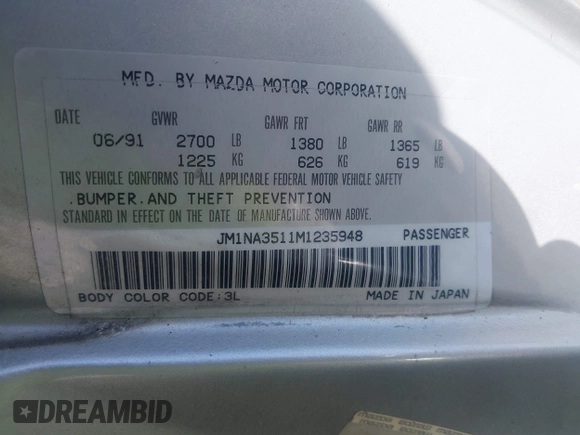 MFD. BY MAZDA MOTOR CORPORATION
DATE GVWR GAWR FRT GAWR RR
06/91 2700 LB 1380 LB 1365 LB
1225 KG 626 KG 619 KG
THIS VEHICLE CONFORMS TO ALL APPLICABLE FEDERAL MOTOR VEHICLE SAFETY
.BUMPER.AND THEFT PREVENTION
STANDARD IN EFFECT ON THE DATE OF MANUFACTURE SHOWN ABOVE.
JM1NA3511M1235948 PASSENGER
BODY COLOR CODE:3L MADE IN JAPAN
DREAMBID